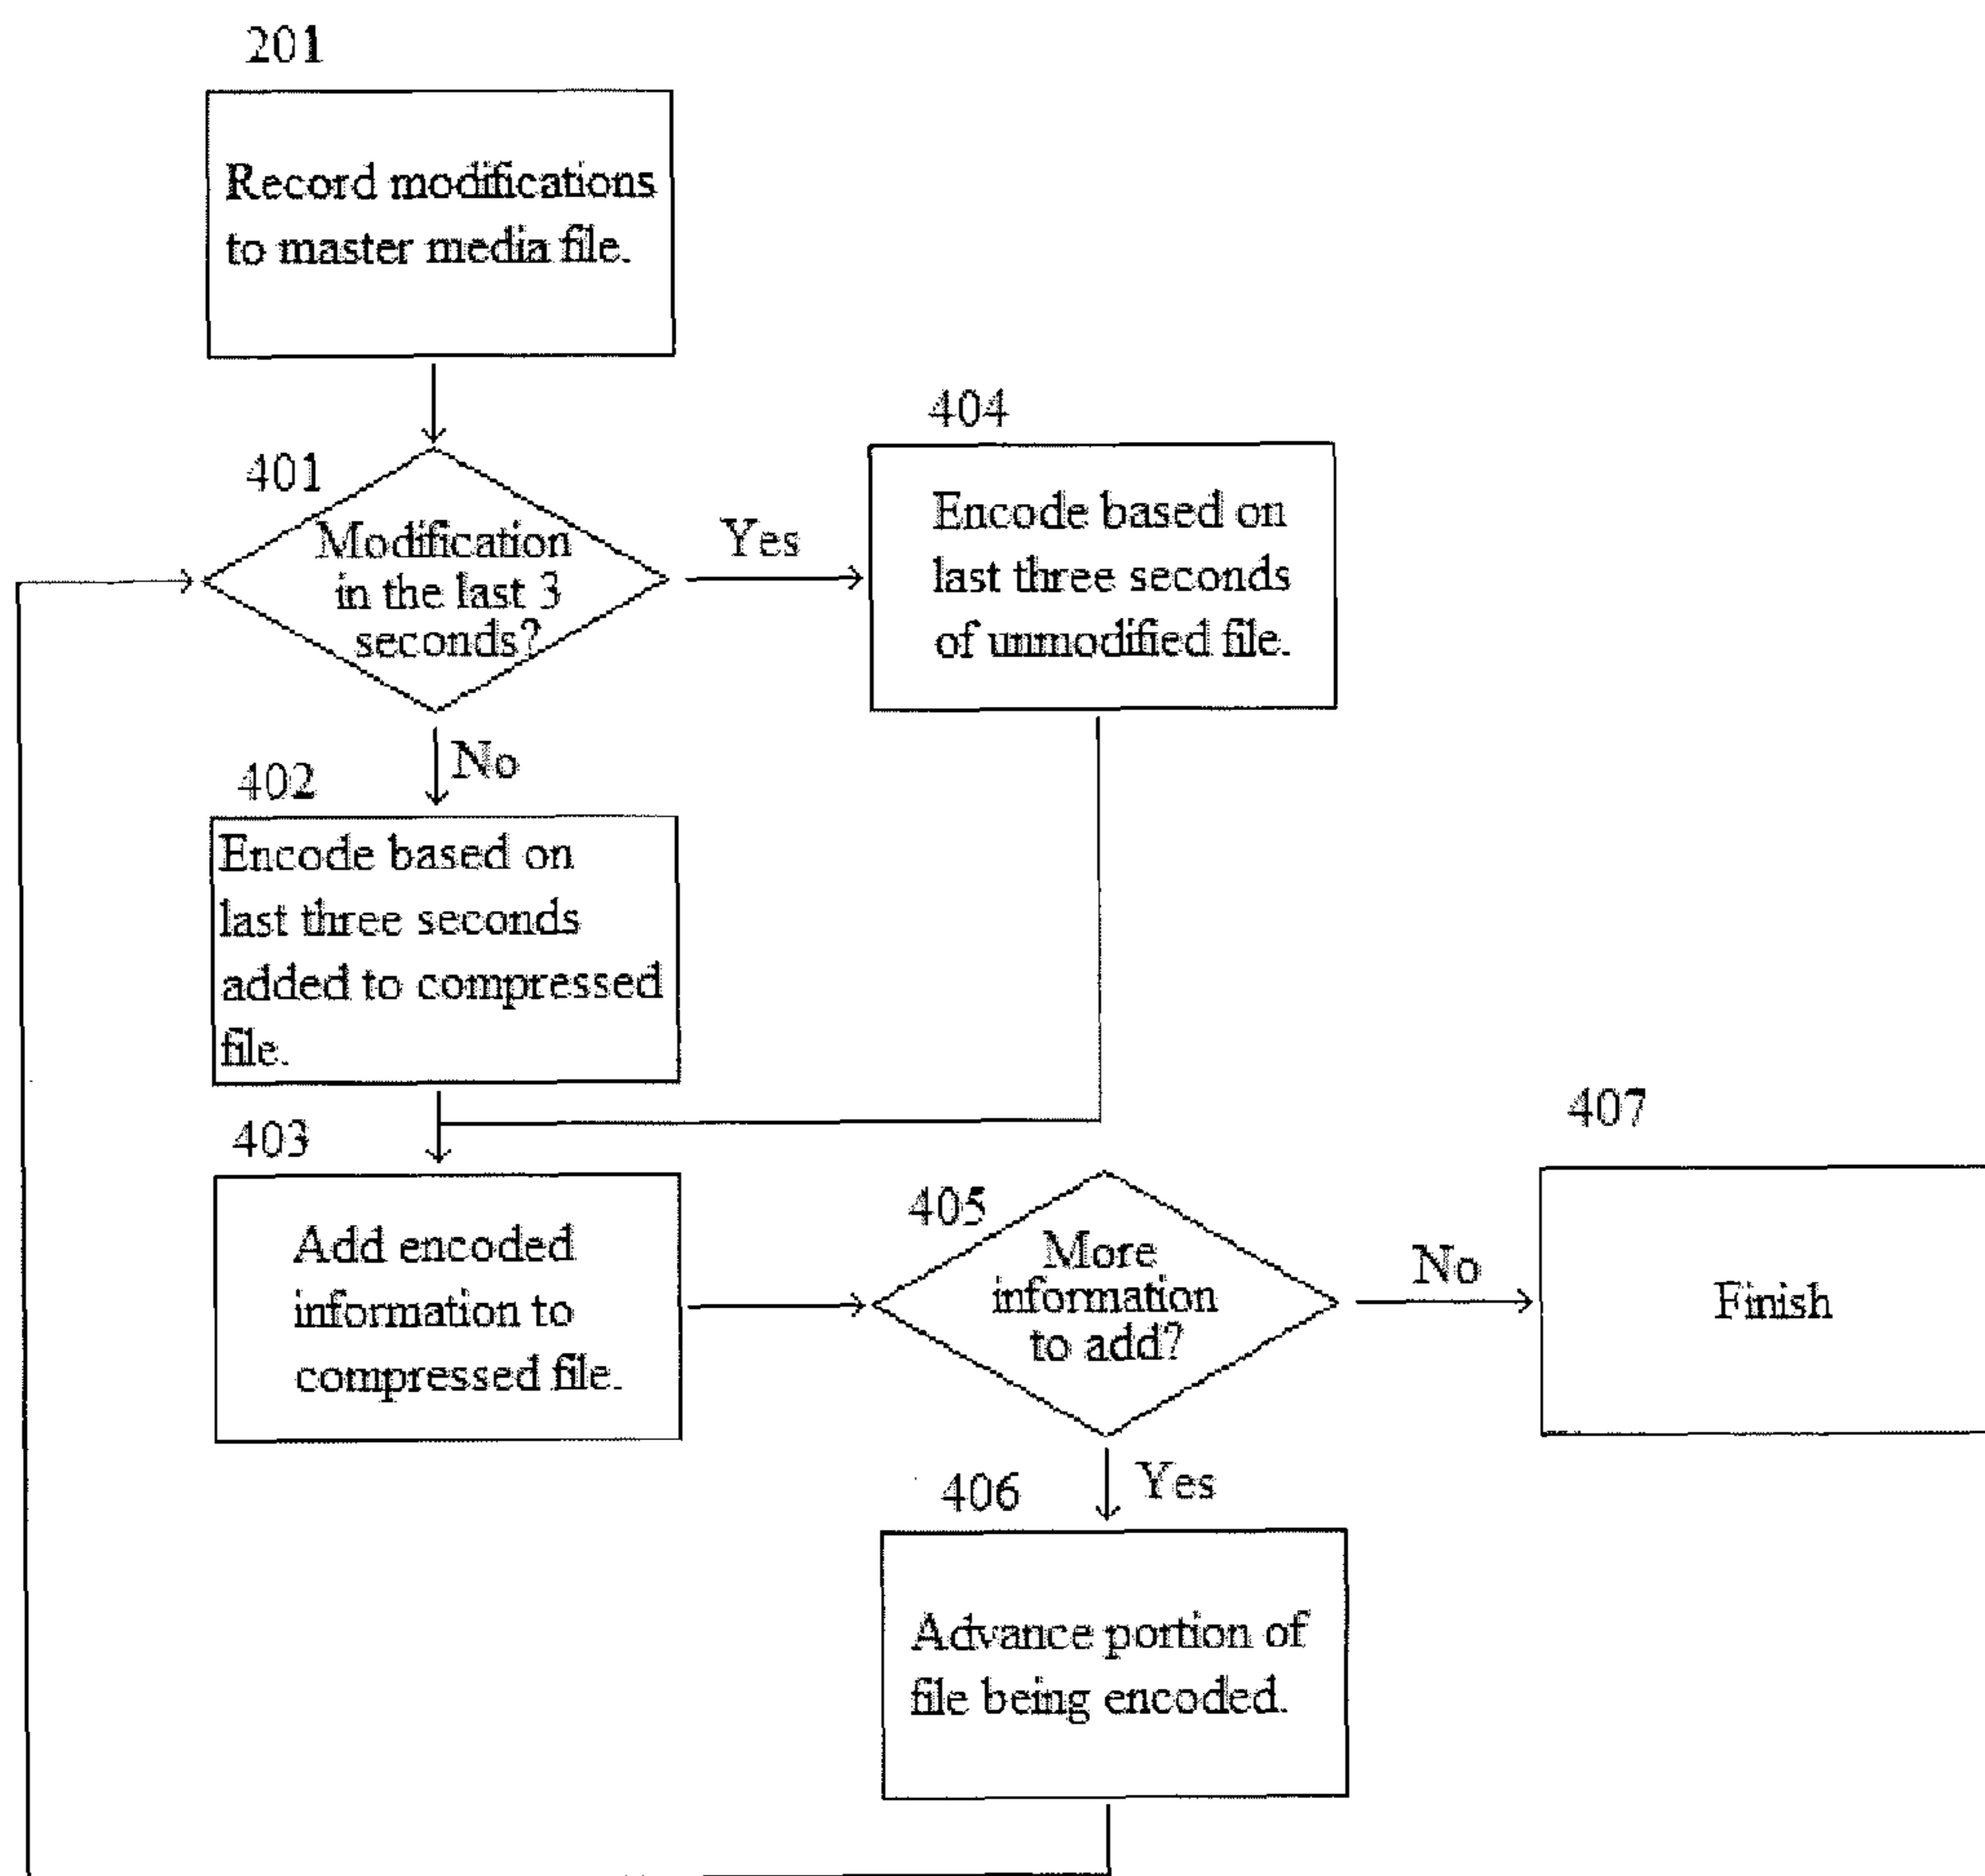 201
Record modifications
to master media file.
401
Modification
in the last 3
seconds?
Yes
404
Encode based on
last three seconds
of unmodified file.
No
402
Encode based on
last three seconds
added to compressed
file.
403
Add encoded
information to
compressed file.
405
More
information
to add?
No
407
Finish
Yes
406
Advance portion of
file being encoded.